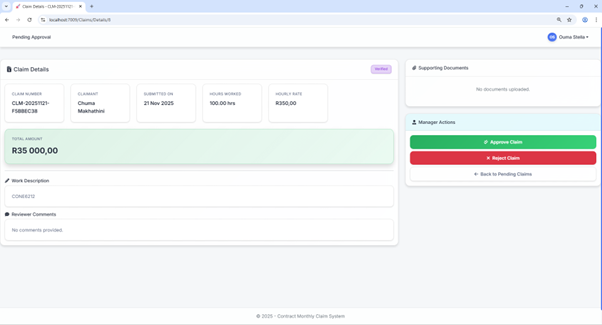 Claim Details - CLM-20251121-
localhost:7099/Claims/Details/8
Pending Approval
Ouma Stella
Claim Details
Verified
CLAIM NUMBER
CLM-20251121-
F5BBEC38
CLAIMANT
Chuma
Makhathini
SUBMITTED ON
21 Nov 2025
HOURS WORKED
100.00 hrs
HOURLY RATE
R350,00
TOTAL AMOUNT
R35 000,00
Work Description
CONE6212
Reviewer Comments
No comments provided.
Supporting Documents
No documents uploaded.
Manager Actions
Approve Claim
Reject Claim
Back to Pending Claims
© 2025 - Contract Monthly Claim System